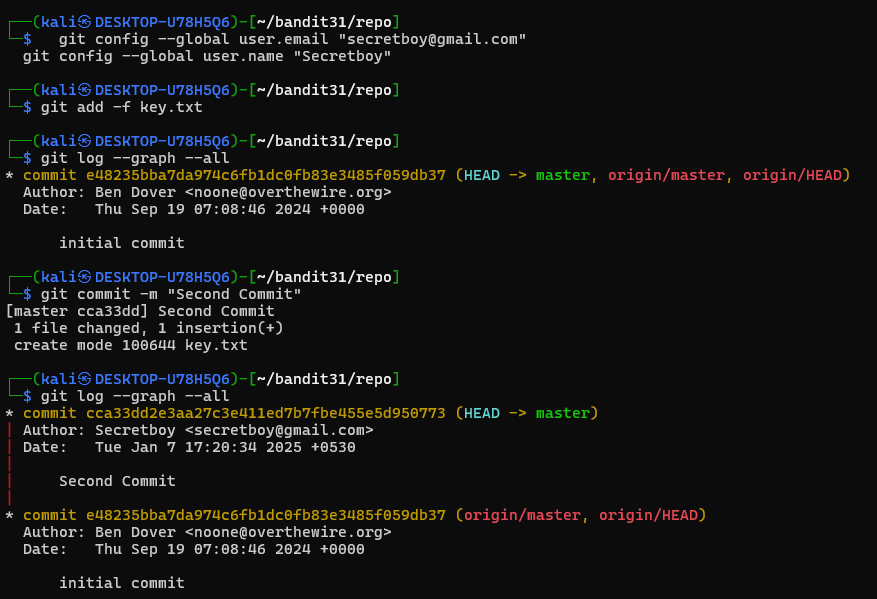 ┌──(kali㉿DESKTOP-U78H5Q6)-[~/bandit31/repo]
└─$   git config --global user.email "secretboy@gmail.com"
  git config --global user.name "Secretboy"
┌──(kali㉿DESKTOP-U78H5Q6)-[~/bandit31/repo]
└─$ git add -f key.txt
┌──(kali㉿DESKTOP-U78H5Q6)-[~/bandit31/repo]
└─$ git log --graph --all
* commit e48235bba7da974c6fb1dc0fb83e3485f059db37 (HEAD -> master, origin/master, origin/HEAD)
  Author: Ben Dover <noone@overthewire.org>
  Date:   Thu Sep 19 07:08:46 2024 +0000
      initial commit
┌──(kali㉿DESKTOP-U78H5Q6)-[~/bandit31/repo]
└─$ git commit -m "Second Commit"
[master cca33dd] Second Commit
 1 file changed, 1 insertion(+)
 create mode 100644 key.txt
┌──(kali㉿DESKTOP-U78H5Q6)-[~/bandit31/repo]
└─$ git log --graph --all
* commit cca33dd2e3aa27c3e411ed7b7fbe455e5d950773 (HEAD -> master)
| Author: Secretboy <secretboy@gmail.com>
| Date:   Tue Jan 7 17:20:34 2025 +0530
|
|     Second Commit
|
* commit e48235bba7da974c6fb1dc0fb83e3485f059db37 (origin/master, origin/HEAD)
  Author: Ben Dover <noone@overthewire.org>
  Date:   Thu Sep 19 07:08:46 2024 +0000
      initial commit